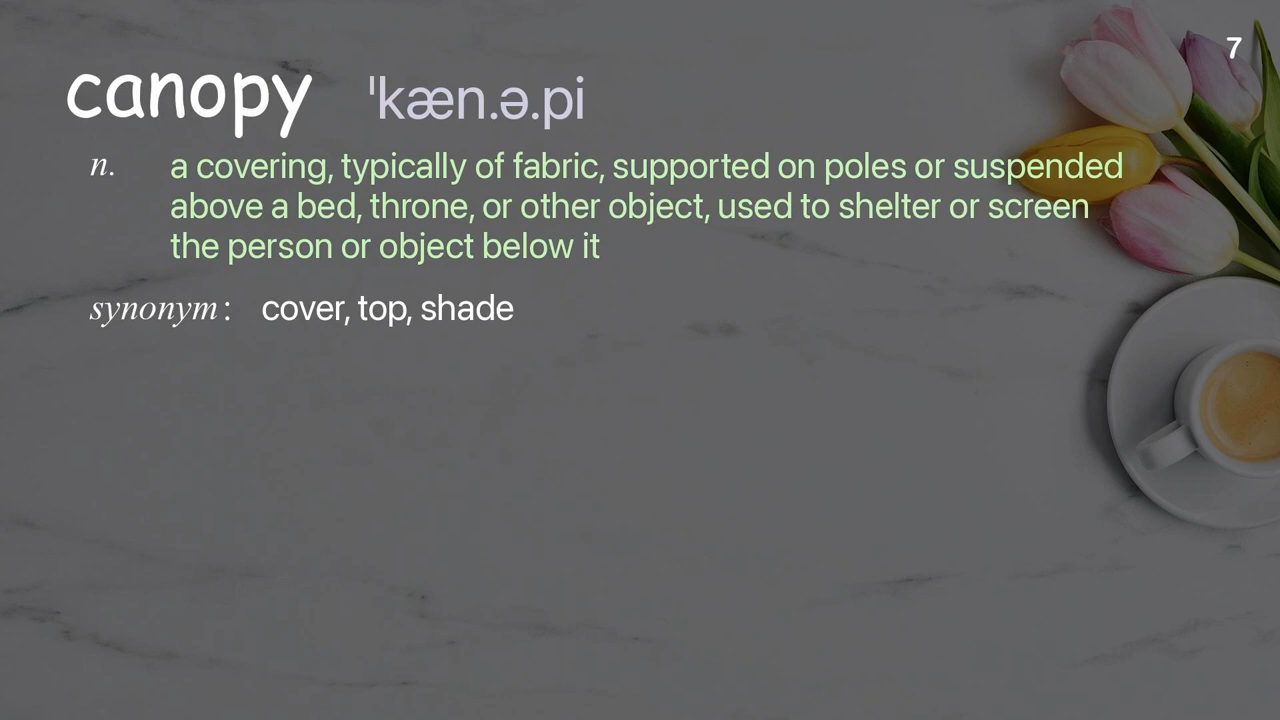 7
canopy ˈkæn.ə.pi
n. a covering, typically of fabric, supported on poles or suspended
above a bed, throne, or other object, used to shelter or screen
the person or object below it
synonym: cover, top, shade